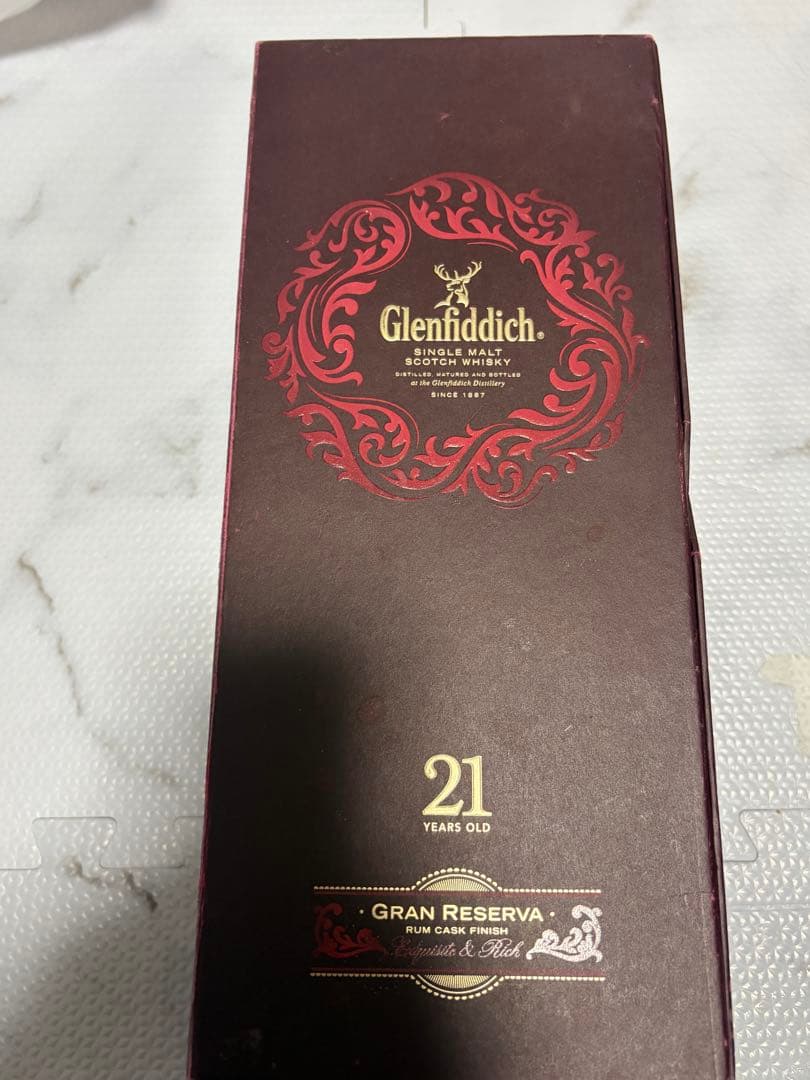 Glenfiddich®
SINGLE MALT
SCOTCH WHISKY
DISTILLED, MATURED AND BOTTLED
at the Glenfiddich Distillery
SINCE 1887
21
YEARS OLD
· GRAN RESERVA ·
RUM CASK FINISH
Exquisite & Rich